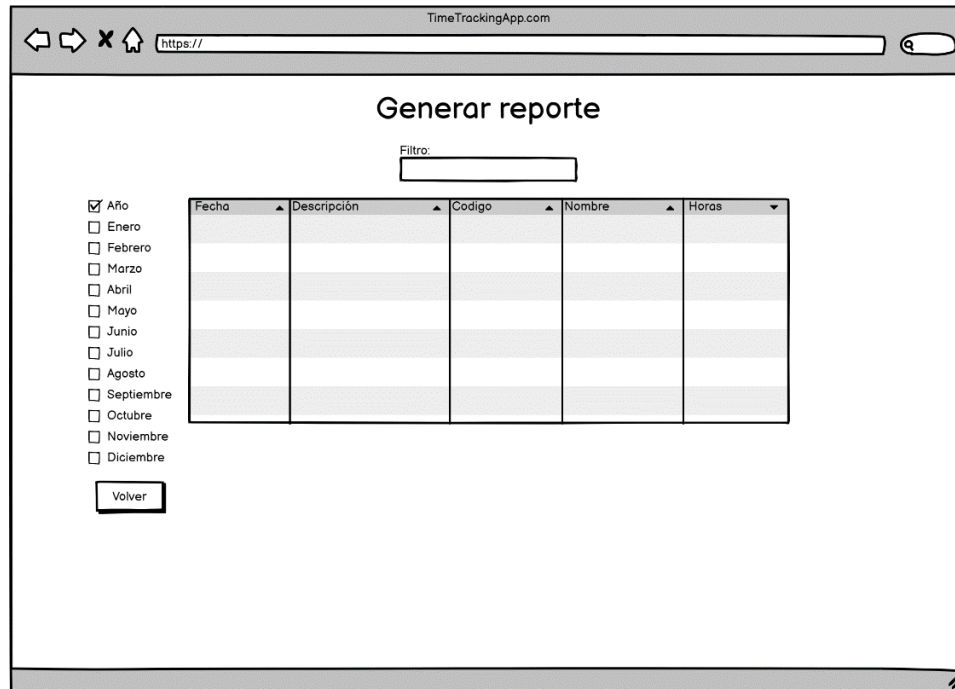 TimeTrackingApp.com
https://
Generar reporte
Filtro:
Año
Enero
Febrero
Marzo
Abril
Mayo
Junio
Julio
Agosto
Septiembre
Octubre
Noviembre
Diciembre
Fecha Descripción Codigo Nombre Horas
Volver